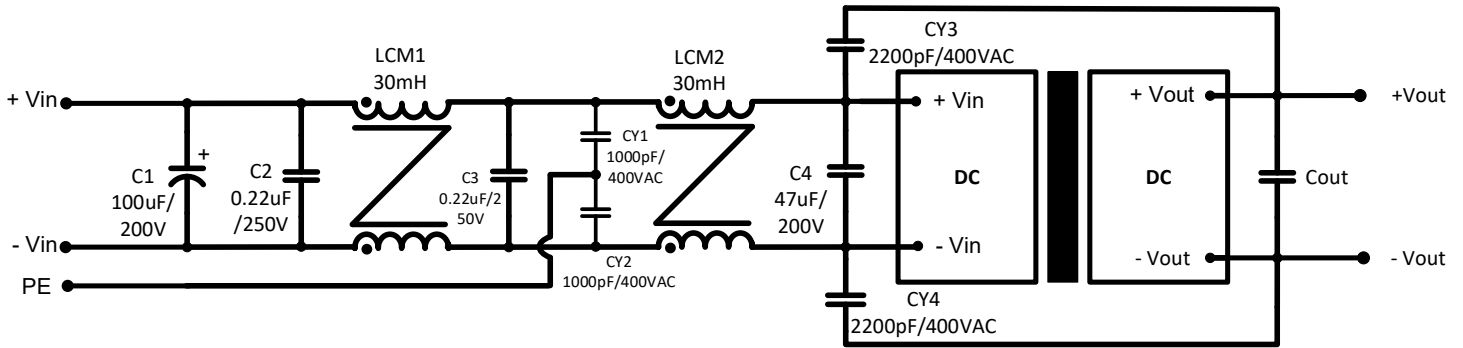 CY3
2200pF/400VAC
LCM1
30mH
LCM2
30mH
+ Vin
+ Vin
+ Vout
+Vout
+
C1
100uF/
200V
C2
0.22uF
/250V
C3
0.22uF/2
50V
CY1
1000pF/
400VAC
C4
47uF/
200V
DC
DC
Cout
- Vin
- Vin
- Vout
- Vout
CY2
1000pF/400VAC
PE
CY4
2200pF/400VAC